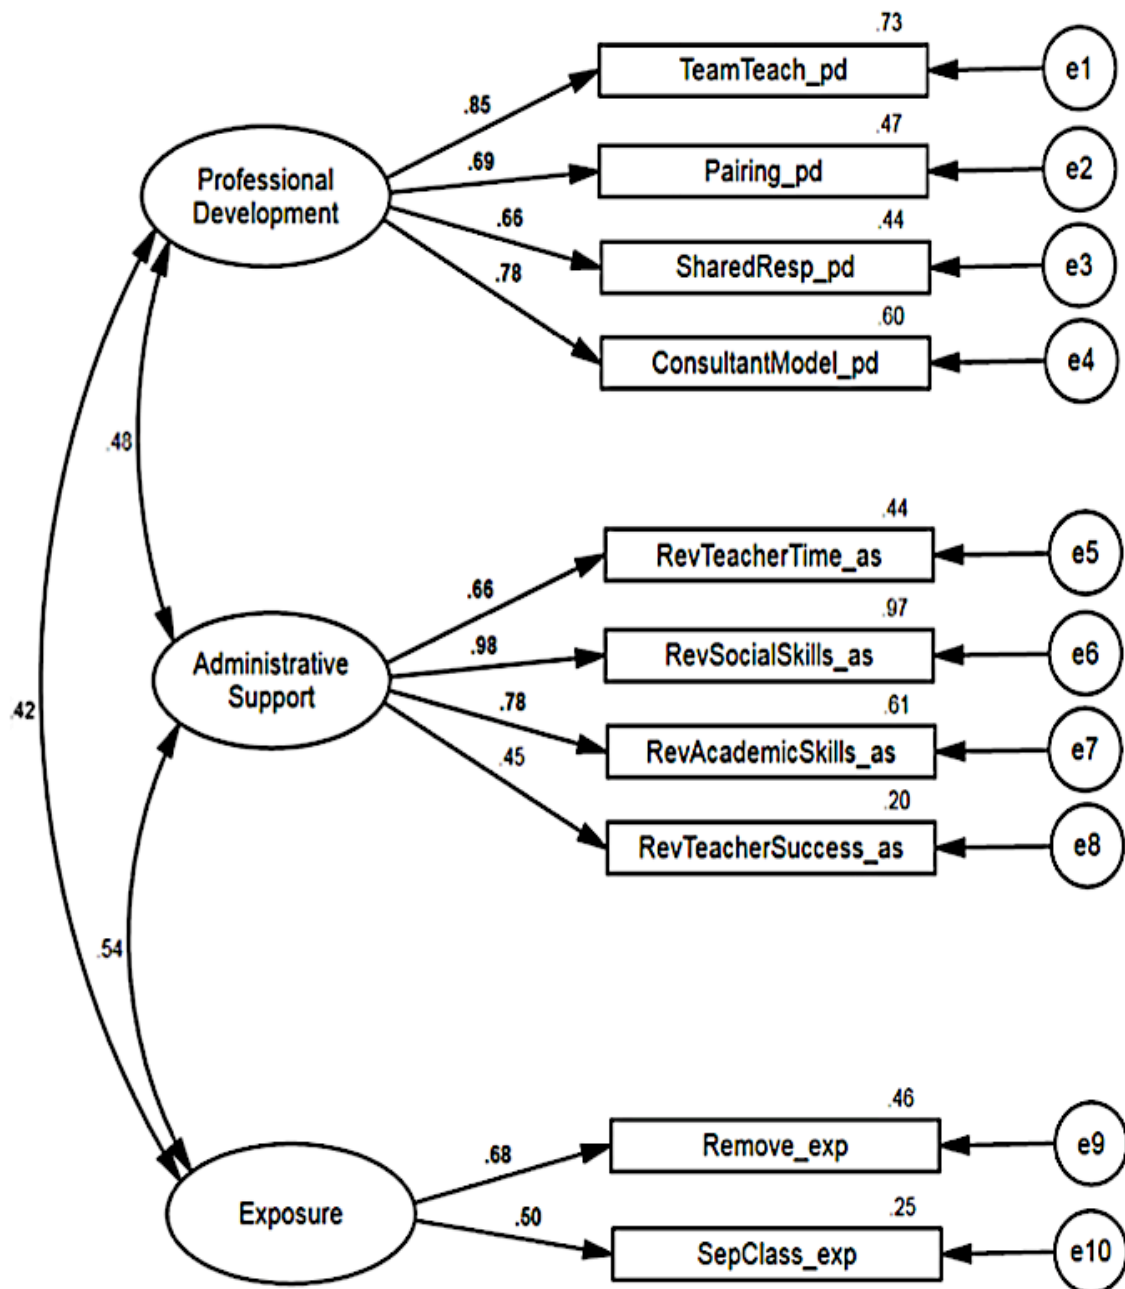 .73
TeamTeach_pd
e1
.85
.47
Professional
Development
.69
Pairing_pd
e2
.66
.44
SharedResp_pd
e3
.78
.60
ConsultantModel_pd
e4
.48
.44
RevTeacherTime_as
e5
.66
.97
Administrative
Support
.98
RevSocialSkills_as
e6
.78
.61
RevAcademicSkills_as
e7
.42
.45
.20
RevTeacherSuccess_as
e8
.54
.46
Remove_exp
e9
.68
Exposure
.50
.25
SepClass_exp
e10